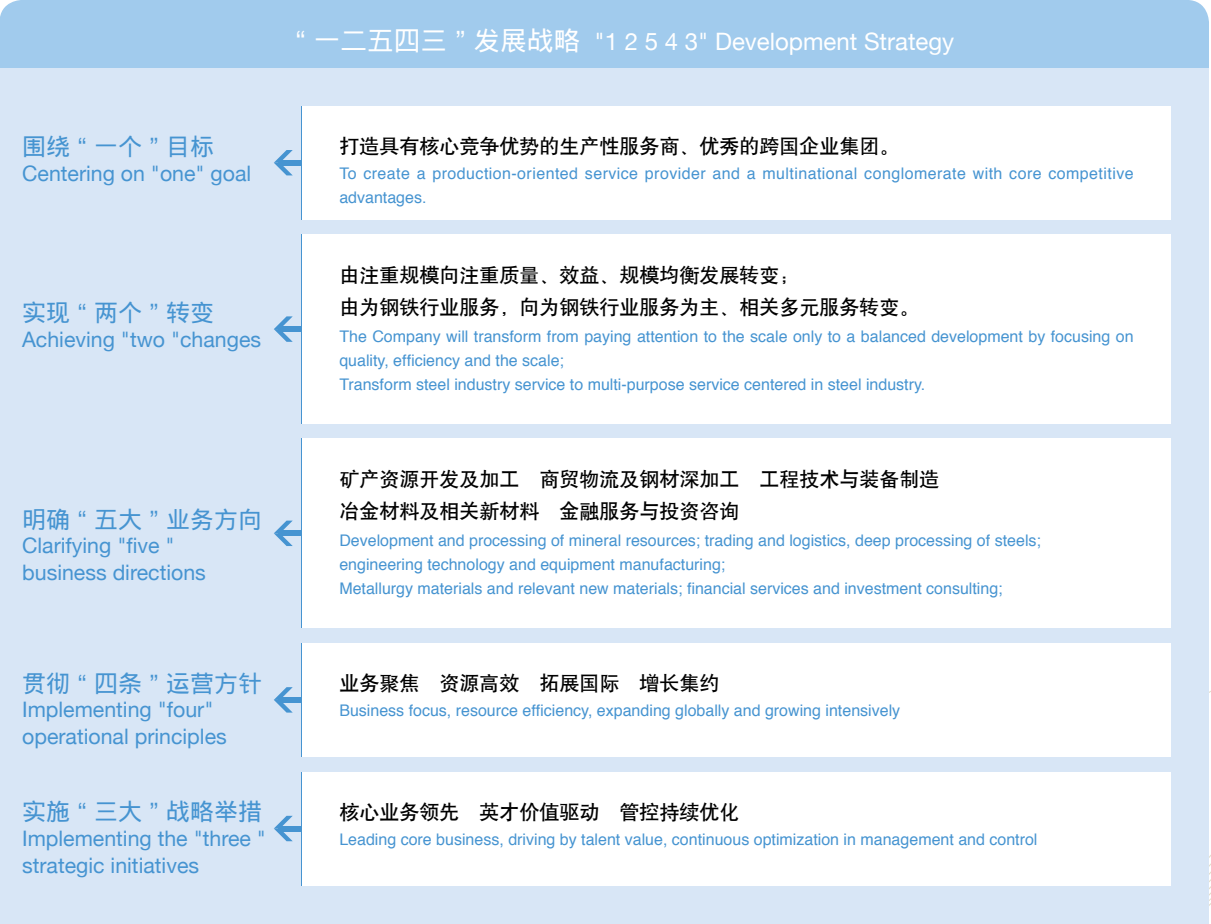 “ 一二五四三 ” 发展战略 "1 2 5 4 3" Development Strategy
围绕 “ 一个 ” 目标
Centering on "one" goal
打造具有核心竞争优势的生产性服务商、优秀的跨国企业集团。
To create a production-oriented service provider and a multinational conglomerate with core competitive
advantages.
实现 “ 两个 ” 转变
Achieving "two "changes
由注重规模向注重质量、效益、规模均衡发展转变；
由为钢铁行业服务，向为钢铁行业服务为主、相关多元服务转变。
The Company will transform from paying attention to the scale only to a balanced development by focusing on
quality, efficiency and the scale;
Transform steel industry service to multi-purpose service centered in steel industry.
明确 “ 五大 ” 业务方向
Clarifying "five "
business directions
矿产资源开发及加工 商贸物流及钢材深加工 工程技术与装备制造
冶金材料及相关新材料 金融服务与投资咨询
Development and processing of mineral resources; trading and logistics, deep processing of steels;
engineering technology and equipment manufacturing;
Metallurgy materials and relevant new materials; financial services and investment consulting;
贯彻 “ 四条 ” 运营方针
Implementing "four"
operational principles
业务聚焦 资源高效 拓展国际 增长集约
Business focus, resource efficiency, expanding globally and growing intensively
实施 “ 三大 ” 战略举措
Implementing the "three "
strategic initiatives
核心业务领先 英才价值驱动 管控持续优化
Leading core business, driving by talent value, continuous optimization in management and control